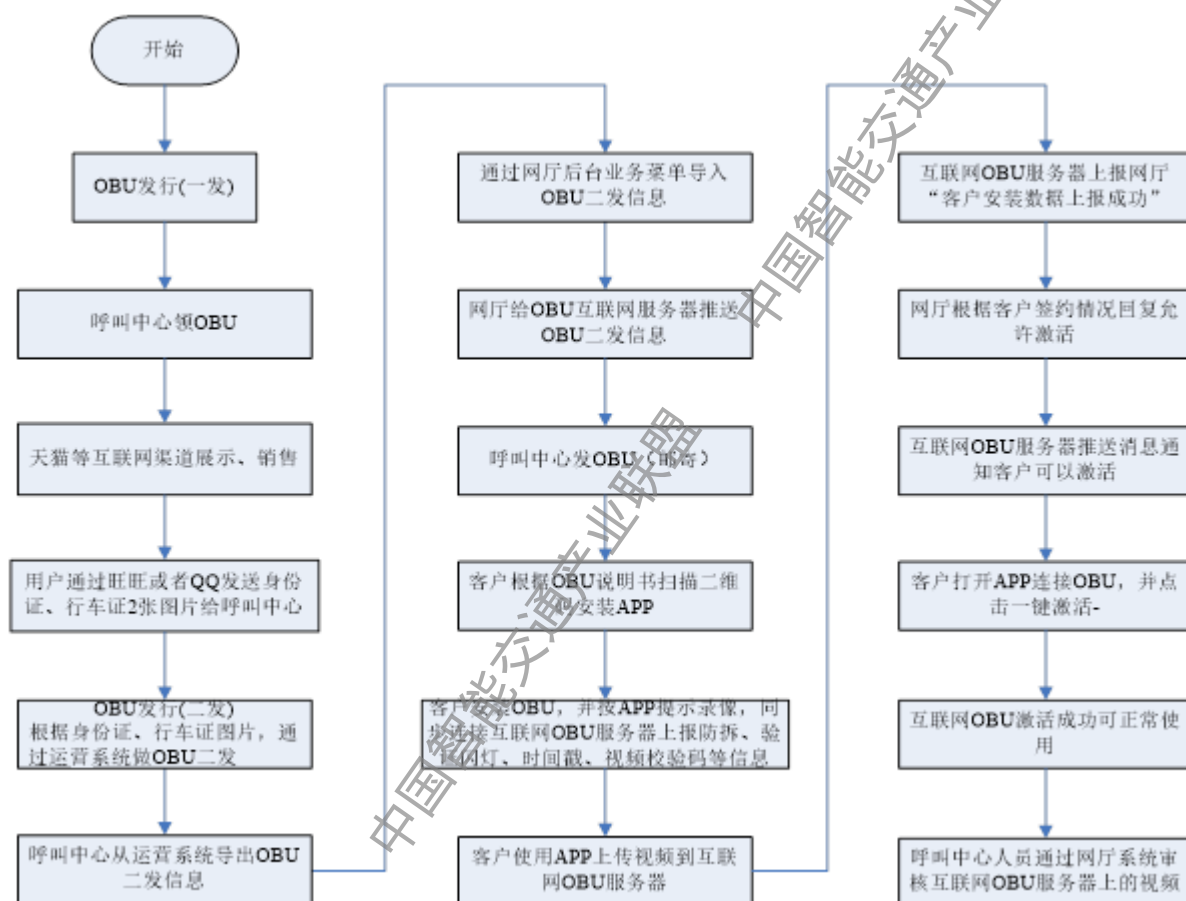 开始
OBU发行(一发)
呼叫中心领OBU
天猫等互联网渠道展示、销售
用户通过旺旺或者QQ发送身份
证、行车证2张图片给呼叫中心
OBU发行(二发)
根据身份证、行车证图片，通
过运营系统做OBU二发
呼叫中心从运营系统导出OBU
二发信息
通过网厅后台业务菜单导入
OBU二发信息
网厅给OBU互联网服务器推送
OBU二发信息
呼叫中心发OBU（邮寄）
客户根据OBU说明书扫描二维
码安装APP
客户安装OBU，并按APP提示录像，同
步连接互联网OBU服务器上报防拆、验
证闪灯、时间戳、视频校验码等信息
客户使用APP上传视频到互联
网OBU服务器
互联网OBU服务器上报网厅
“客户安装数据上报成功”
网厅根据客户签约情况回复允
许激活
互联网OBU服务器推送消息通
知客户可以激活
客户打开APP连接OBU，并点
击一键激活-
互联网OBU激活成功可正常使
用
呼叫中心人员通过网厅系统审
核互联网OBU服务器上的视频
中国智能交通产业联盟
中国智能交通产业